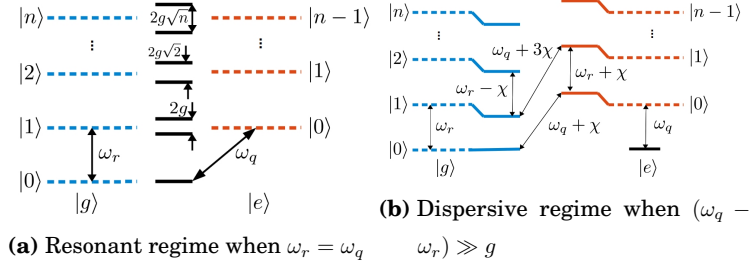 |n⟩
2g√n
|n − 1⟩
2g√2
|2⟩
|1⟩
2g
|1⟩
|0⟩
ω_r
ω_q
|0⟩
|g⟩
|e⟩
(a) Resonant regime when ω_r = ω_q
|n⟩
|n − 1⟩
ω_q + 3χ
|2⟩
|1⟩
ω_r − χ
ω_r + χ
|1⟩
|0⟩
ω_r
ω_q + χ
ω_q
|0⟩
|g⟩
|e⟩
(b) Dispersive regime when (ω_q −
ω_r) ≫ g